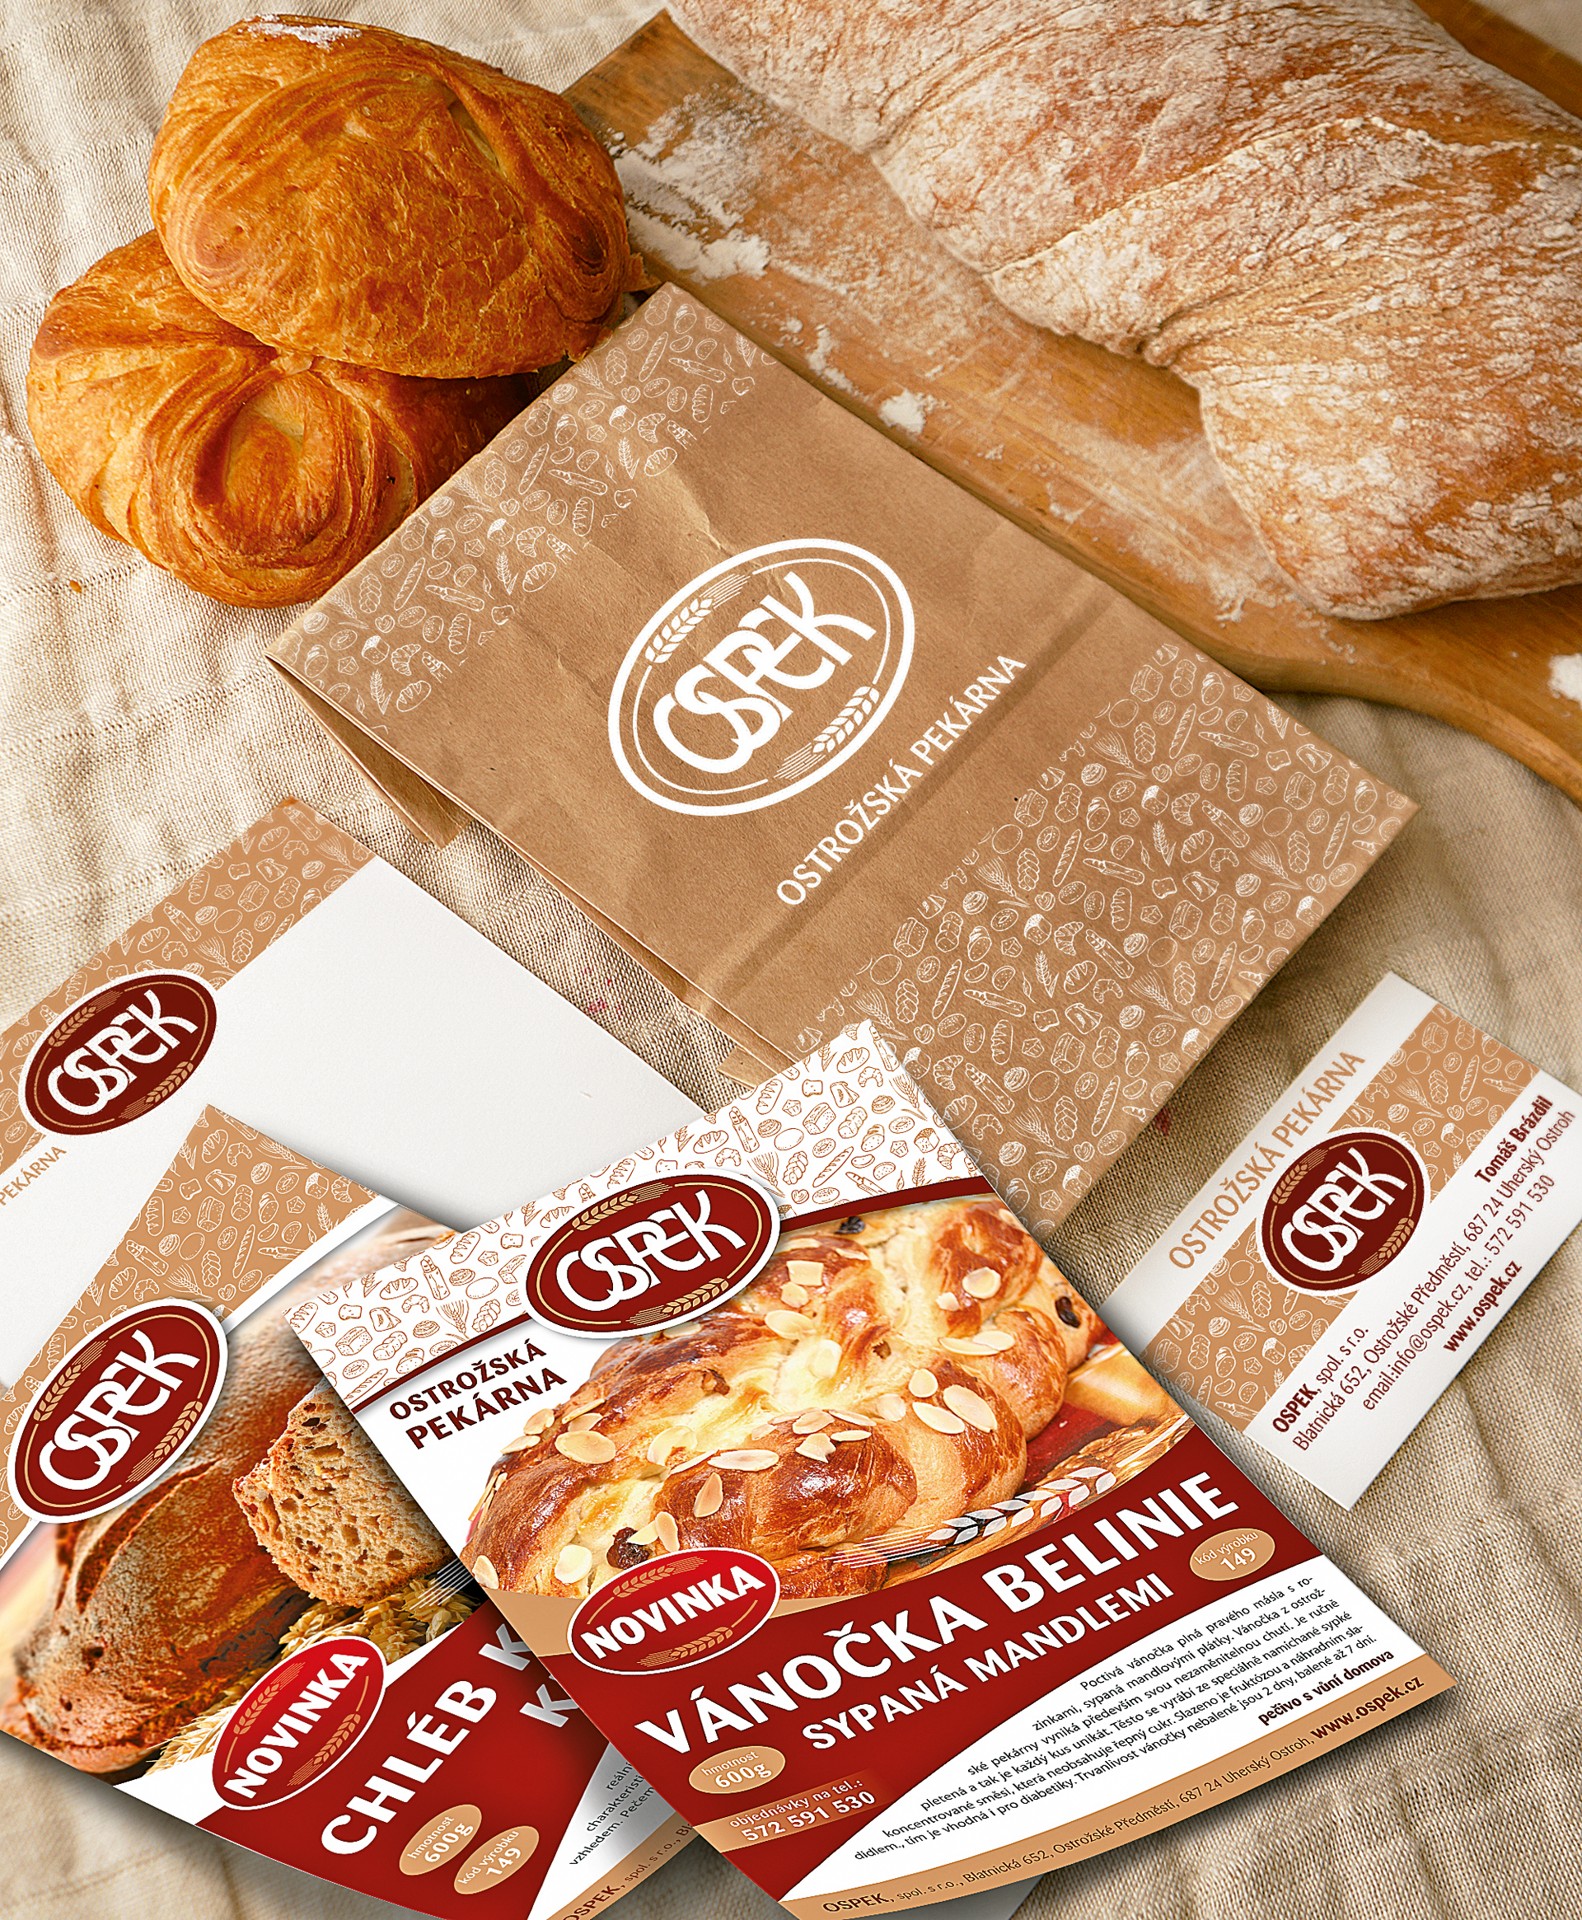 OSPEK
OSTROŽSKÁ PEKÁRNA
OSPEK
PEKÁRNA
OSTROŽSKÁ PEKÁRNA
OSPEK
Tomáš Brázdil
OSPEK, spol. s r.o.
Blatnická 652, Ostrožské Předměstí, 687 24 Uherský Ostroh
email.info@ospek.cz, tel.: 572 591 530
www.ospek.cz
OSPEK
NOVINKA
CHLÉB K
K
hmotnost
600g
kód výrobku
149
reáln
charakteristi
vzhledem. Pečem
OSPEK, spol. s r.o., Bl
OSPEK
OSTROŽSKÁ
PEKÁRNA
NOVINKA
VÁNOČKA BELINIE
SYPANÁ MANDLEMI
kód výrobku
149
hmotnost
600g
objednávky na tel.:
572 591 530
Poctivá vánočka plná pravého másla s ro-
zinkami, sypaná mandlovými plátky. Vánočka z ostrož-
ské pekárny vyniká především svou nezaměnitelnou chutí. Je ručně
pletená a tak je každý kus unikát. Těsto se vyrábí ze speciálně namíchané sypké
koncentrované směsi, která neobsahuje řepný cukr. Slazeno je fruktózou a náhradním sla-
didlem., tím je vhodná i pro diabetiky. Trvanlivost vánočky nebalené jsou 2 dny, balené až 7 dní.
pečivo s vůní domova
OSPEK, spol. s r.o., Blatnická 652, Ostrožské Předměstí, 687 24 Uherský Ostroh, www.ospek.cz